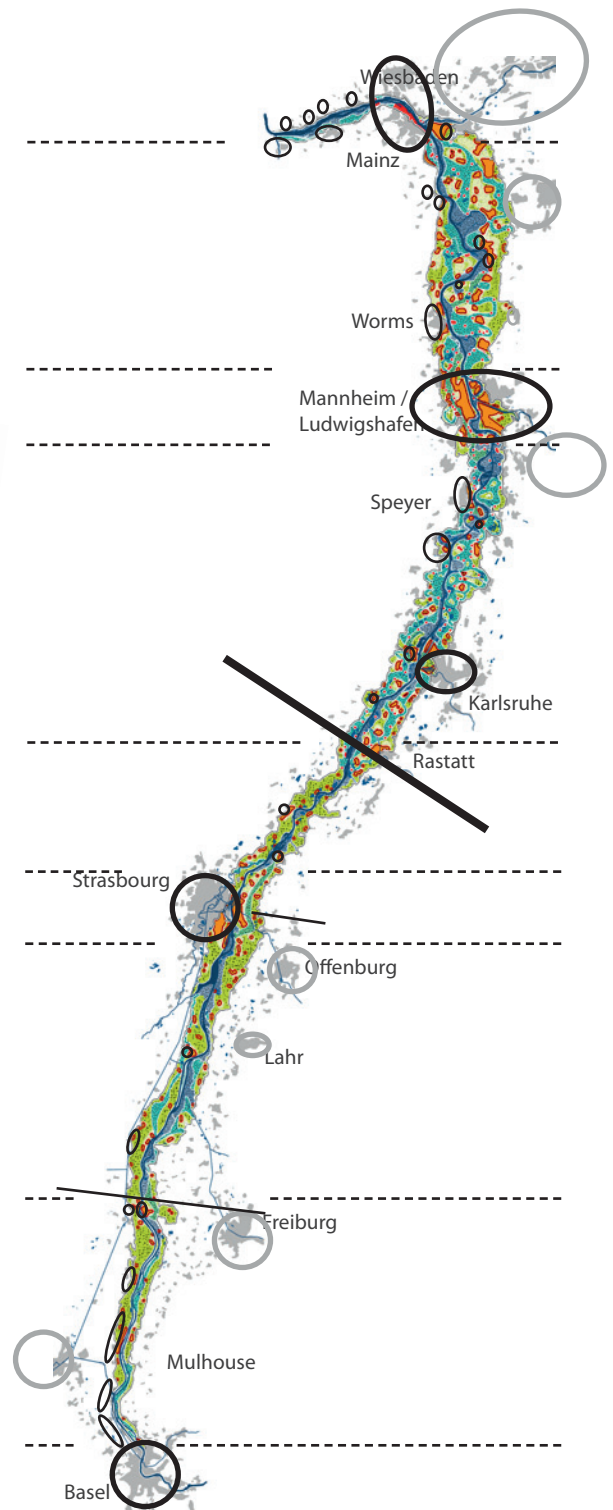 Wiesbaden
Mainz
Worms
Mannheim /
Ludwigshafen
Speyer
Karlsruhe
Rastatt
Strasbourg
Offenburg
Lahr
Freiburg
Mulhouse
Basel